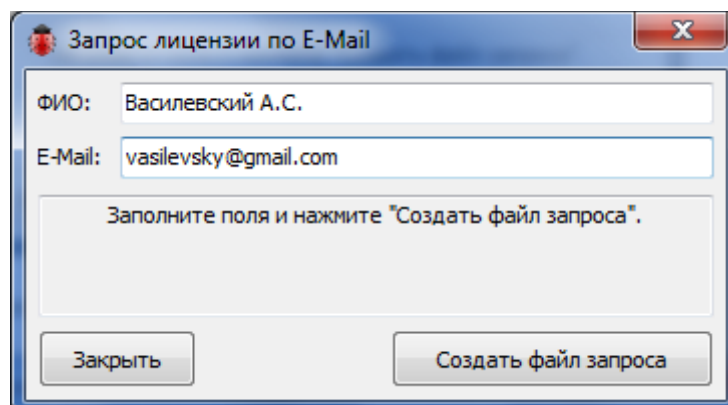 Запрос лицензии по E-Mail
ФИО: Василевский А.С.
E-Mail: vasilevsky@gmail.com
Заполните поля и нажмите "Создать файл запроса".
Закрыть Создать файл запроса